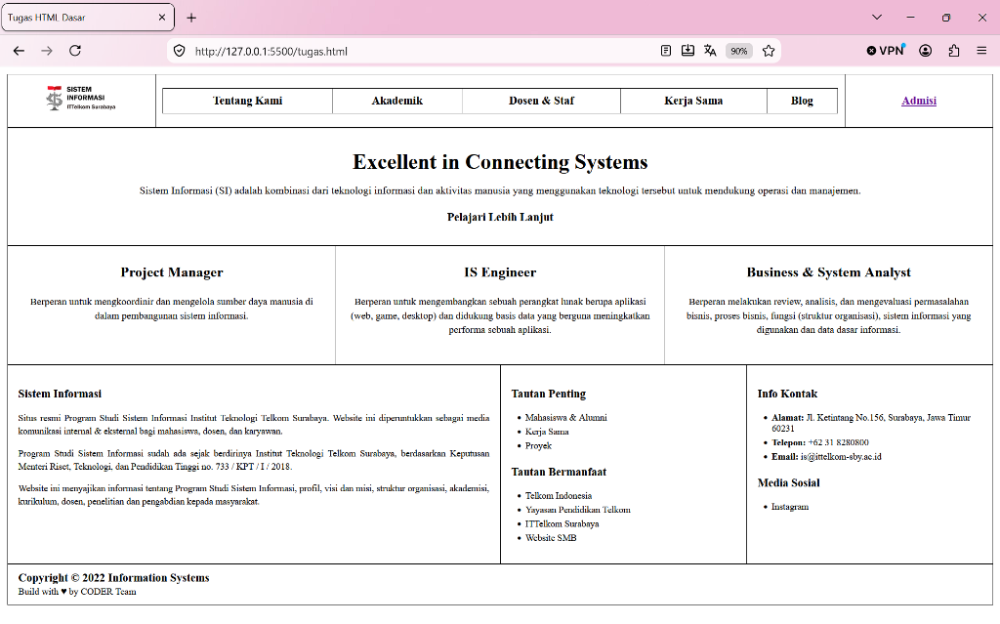 Tugas HTML Dasar
http://127.0.0.1:5500/tugas.html
90%
VPN
SISTEM
INFORMASI
ITTelkom Surabaya
Tentang Kami
Akademik
Dosen & Staf
Kerja Sama
Blog
Admisi
Excellent in Connecting Systems
Sistem Informasi (SI) adalah kombinasi dari teknologi informasi dan aktivitas manusia yang menggunakan teknologi tersebut untuk mendukung operasi dan manajemen.
Pelajari Lebih Lanjut
Project Manager
Berperan untuk mengkoordinir dan mengelola sumber daya manusia di
dalam pembangunan sistem informasi.
IS Engineer
Berperan untuk mengembangkan sebuah perangkat lunak berupa aplikasi
(web, game, desktop) dan didukung basis data yang berguna meningkatkan
performa sebuah aplikasi.
Business & System Analyst
Berperan melakukan review, analisis, dan mengevaluasi permasalahan
bisnis, proses bisnis, fungsi (struktur organisasi), sistem informasi yang
digunakan dan data dasar informasi.
Sistem Informasi
Situs resmi Program Studi Sistem Informasi Institut Teknologi Telkom Surabaya. Website ini diperuntukkan sebagai media
komunikasi internal & eksternal bagi mahasiswa, dosen, dan karyawan.
Program Studi Sistem Informasi sudah ada sejak berdirinya Institut Teknologi Telkom Surabaya, berdasarkan Keputusan
Menteri Riset, Teknologi, dan Pendidikan Tinggi no. 733 / KPT / I / 2018.
Website ini menyajikan informasi tentang Program Studi Sistem Informasi, profil, visi dan misi, struktur organisasi, akademisi,
kurikulum, dosen, penelitian dan pengabdian kepada masyarakat.
Tautan Penting
• Mahasiswa & Alumni
• Kerja Sama
• Proyek
Tautan Bermanfaat
• Telkom Indonesia
• Yayasan Pendidikan Telkom
• ITTelkom Surabaya
• Website SMB
Info Kontak
• Alamat: Jl. Ketintang No.156, Surabaya, Jawa Timur
60231
• Telepon: +62 31 8280800
• Email: is@ittelkom-sby.ac.id
Media Sosial
• Instagram
Copyright © 2022 Information Systems
Build with ♥ by CODER Team